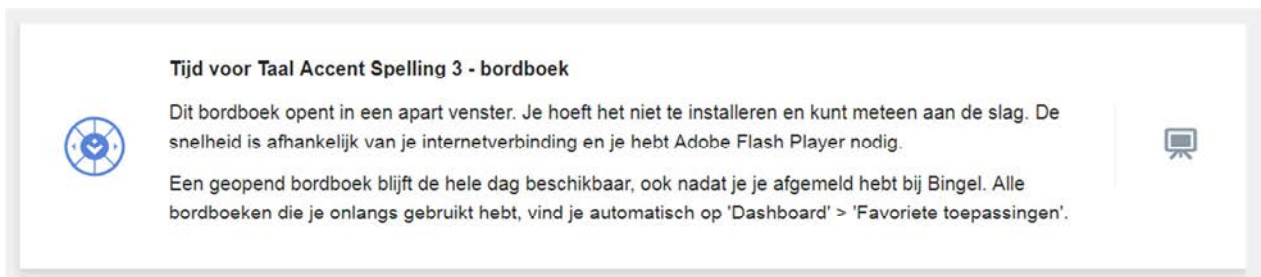 Tijd voor Taal Accent Spelling 3 - bordboek
Dit bordboek opent in een apart venster. Je hoeft het niet te installeren en kunt meteen aan de slag. De
snelheid is afhankelijk van je internetverbinding en je hebt Adobe Flash Player nodig.
Een geopend bordboek blijft de hele dag beschikbaar, ook nadat je je afgemeld hebt bij Bingel. Alle
bordboeken die je onlangs gebruikt hebt, vind je automatisch op 'Dashboard' > 'Favoriete toepassingen'.